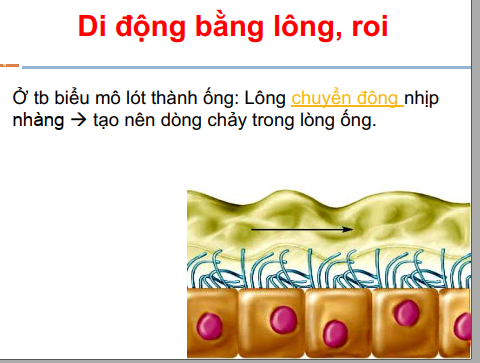 Di động bằng lông, roi
Ở tb biểu mô lót thành ống: Lông chuyển đông nhịp
nhàng → tạo nên dòng chảy trong lòng ống.